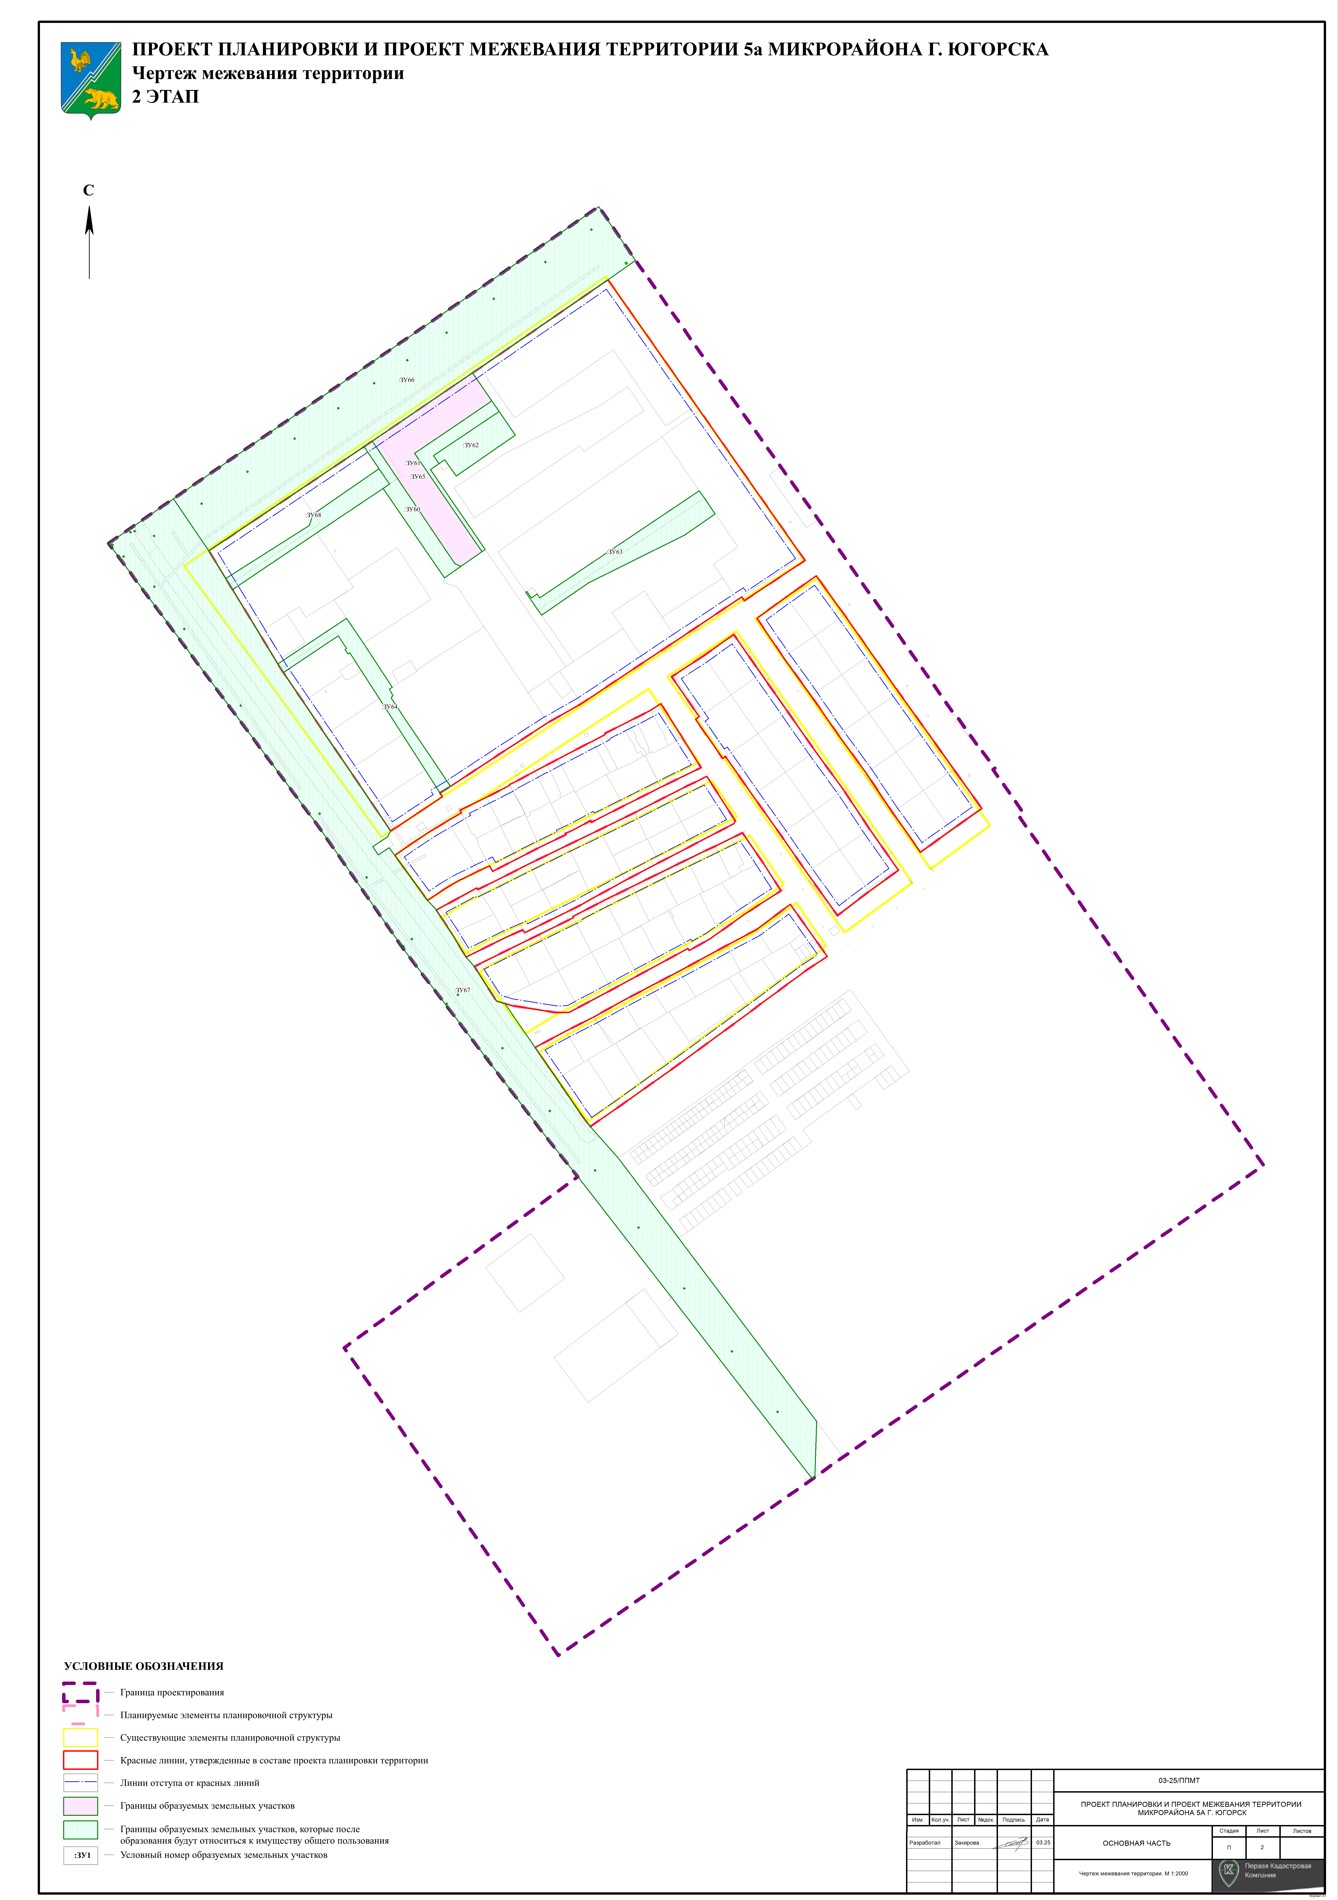 ПРОЕКТ ПЛАНИРОВКИ И ПРОЕКТ МЕЖЕВАНИЯ ТЕРРИТОРИИ 5а МИКРОРАЙОНА Г. ЮГОРСКА
Чертеж межевания территории
2 ЭТАП
С
:ЗУ66
:ЗУ62
:ЗУ61
:ЗУ65
:ЗУ60
:ЗУ68
:ЗУ63
:ЗУ64
:ЗУ67
УСЛОВНЫЕ ОБОЗНАЧЕНИЯ
Граница проектирования
Планируемые элементы планировочной структуры
Существующие элементы планировочной структуры
Красные линии, утвержденные в составе проекта планировки территории
Линии отступа от красных линий
Границы образуемых земельных участков
Границы образуемых земельных участков, которые после
образования будут относиться к имуществу общего пользования
:ЗУ1 Условный номер образуемых земельных участков
03-25/ППМТ
ПРОЕКТ ПЛАНИРОВКИ И ПРОЕКТ МЕЖЕВАНИЯ ТЕРРИТОРИИ
МИКРОРАЙОНА 5А Г. ЮГОРСК
Изм. Кол.уч. Лист №док. Подпись Дата
Разработал Закирова 03.25
ОСНОВНАЯ ЧАСТЬ
Стадия Лист Листов
П 2
Чертеж межевания территории. М 1:2000
Первая Кадастровая
Компания